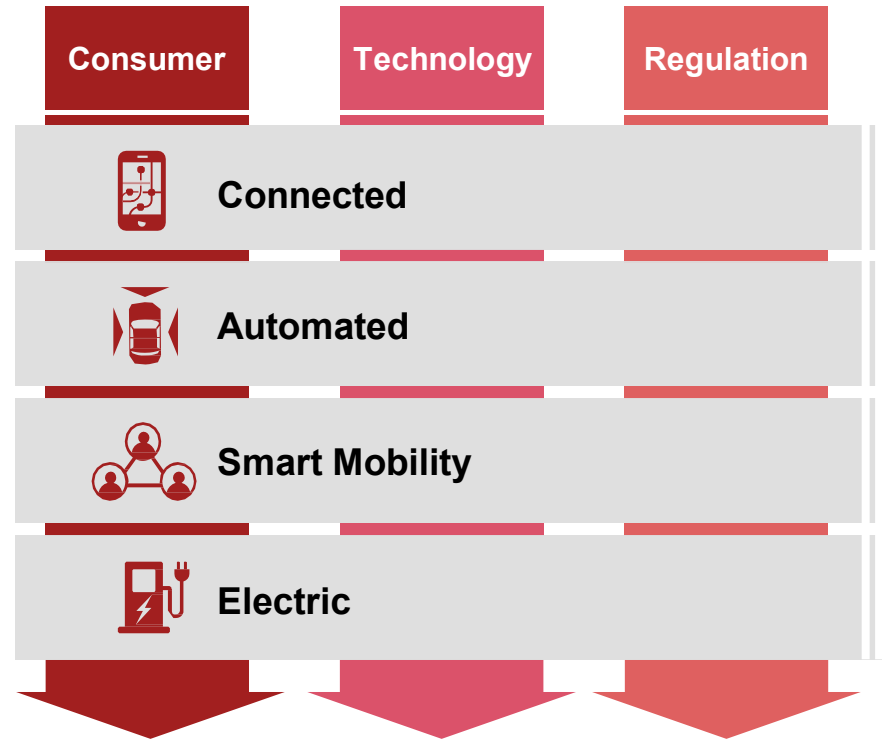 Consumer
Technology
Regulation
Connected
Automated
Smart Mobility
Electric